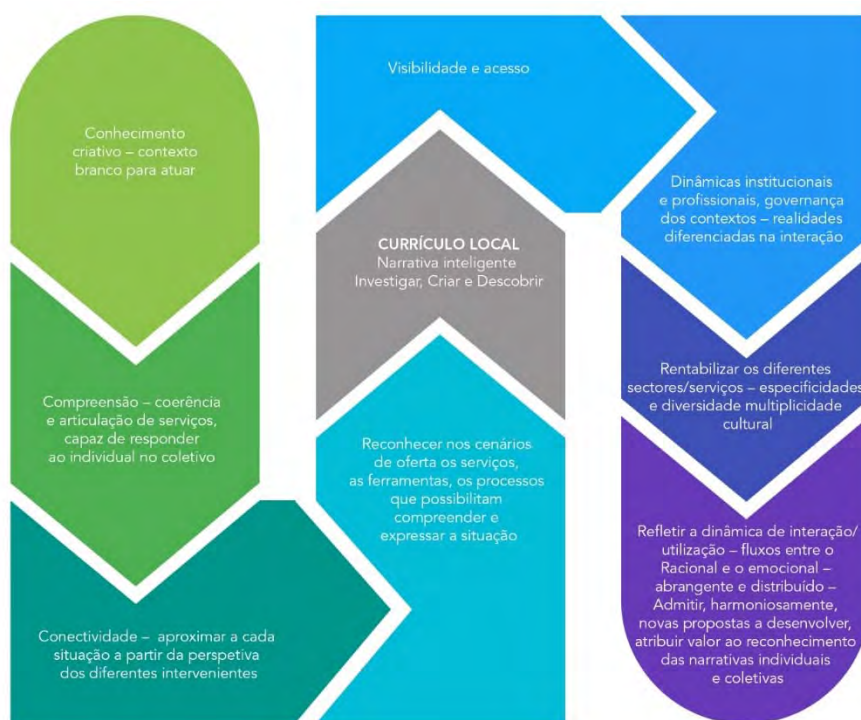 Conhecimento
criativo – contexto
branco para atuar
Compreensão – coerência
e articulação de serviços,
capaz de responder
ao individual no coletivo
Conectividade – aproximar a cada
situação a partir da perspetiva
dos diferentes intervenientes
Reconhecer nos cenários
de oferta os serviços,
as ferramentas, os processos
que possibilitam
compreender e
expressar a situação
CURRÍCULO LOCAL
Narrativa inteligente
Investigar, Criar e Descobrir
Visibilidade e acesso
Dinâmicas institucionais
e profissionais, governança
dos contextos – realidades
diferenciadas na interação
Rentabilizar os diferentes
sectores/serviços – especificidades
e diversidade multiplicidade
cultural
Refletir a dinâmica de interação/
utilização – fluxos entre o
Racional e o emocional –
abrangente e distribuído –
Admitir, harmoniosamente,
novas propostas a desenvolver,
atribuir valor ao reconhecimento
das narrativas individuais
e coletivas